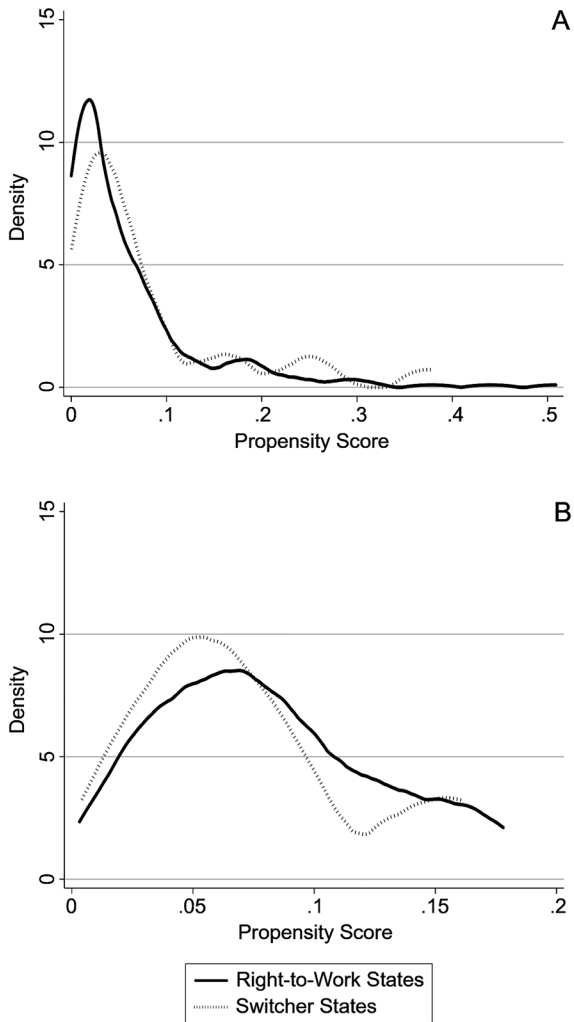 A
15
10
5
0
Density
0 .1 .2 .3 .4 .5
Propensity Score
B
15
10
5
0
Density
0 .05 .1 .15 .2
Propensity Score
Right-to-Work States
Switcher States